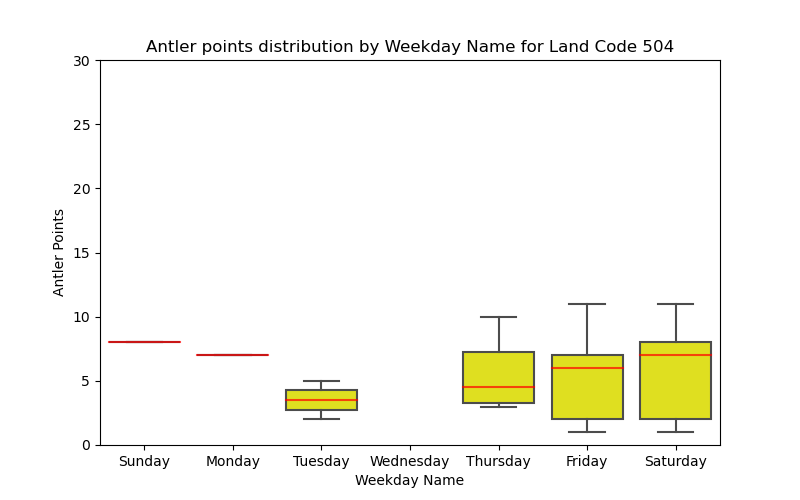 Antler points distribution by Weekday Name for Land Code 504
30
25
20
15
10
5
0
Antler Points
Sunday Monday Tuesday Wednesday Thursday Friday Saturday
Weekday Name